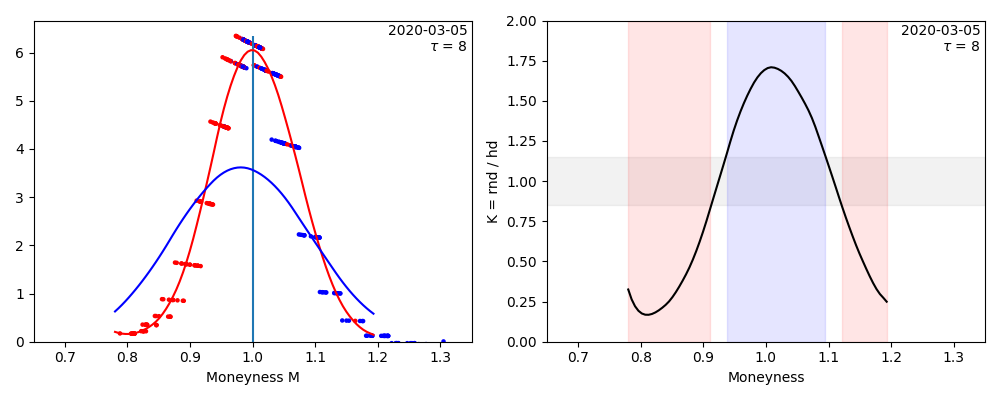 2020-03-05
τ = 8
6
5
4
3
2
1
0
0.7 0.8 0.9 1.0 1.1 1.2 1.3
Moneyness M
2020-03-05
τ = 8
K = rnd / hd
2.00
1.75
1.50
1.25
1.00
0.75
0.50
0.25
0.00
0.7 0.8 0.9 1.0 1.1 1.2 1.3
Moneyness